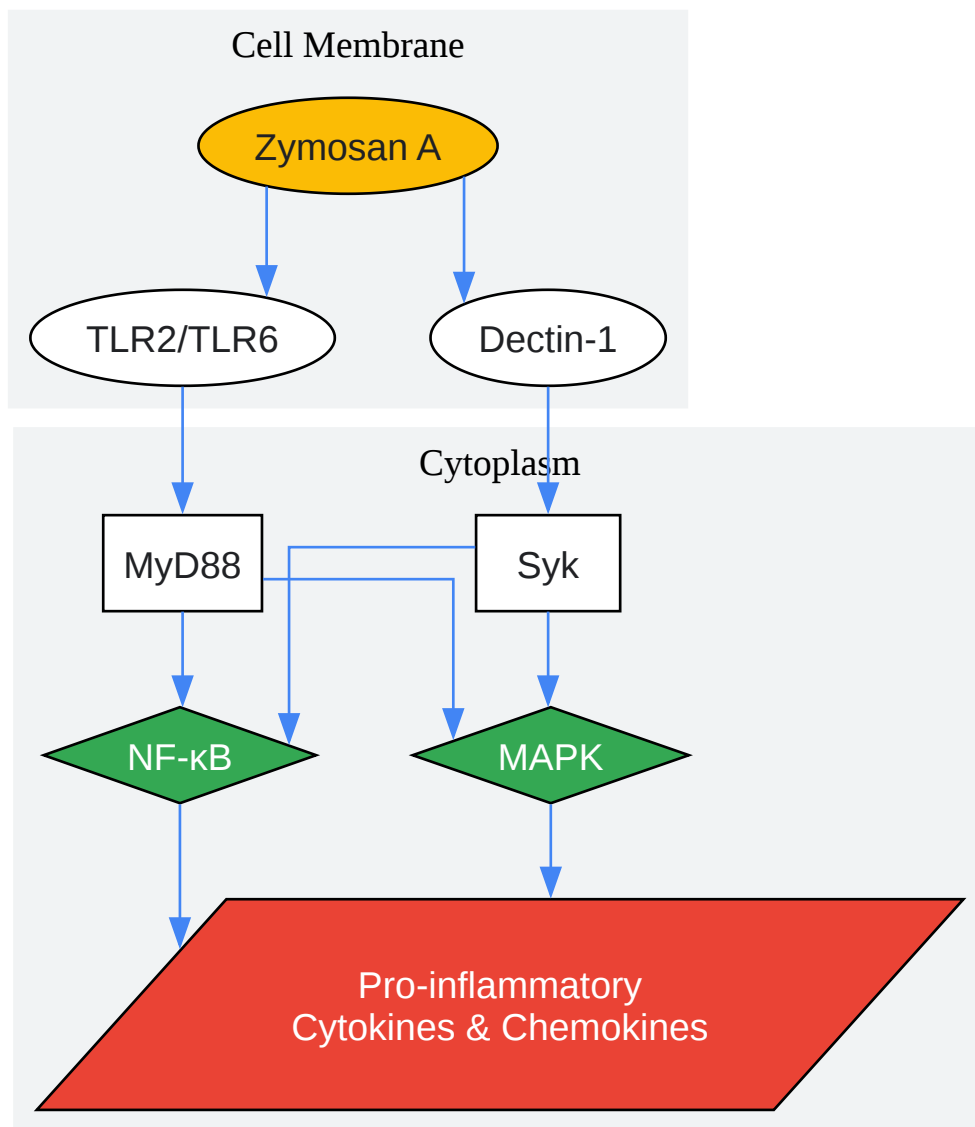 Cell Membrane
Zymosan A
TLR2/TLR6
Dectin-1
Cytoplasm
MyD88
Syk
NF-κB
MAPK
Pro-inflammatory
Cytokines & Chemokines